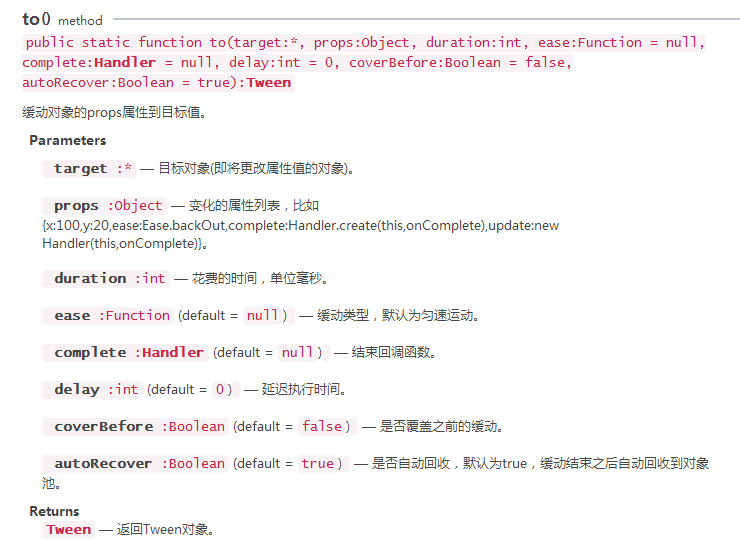 to() method
public static function to(target:*, props:Object, duration:int, ease:Function = null,
complete:Handler = null, delay:int = 0, coverBefore:Boolean = false,
autoRecover:Boolean = true):Tween
缓动对象的props属性到目标值。
Parameters
target :* — 目标对象(即将更改属性值的对象)。
props :Object — 变化的属性列表，比如
{x:100,y:20,ease:Ease.backOut,complete:Handler.create(this,onComplete),update:new
Handler(this,onComplete)}。
duration :int — 花费的时间，单位毫秒。
ease :Function (default = null) — 缓动类型，默认为匀速运动。
complete :Handler (default = null) — 结束回调函数。
delay :int (default = 0) — 延迟执行时间。
coverBefore :Boolean (default = false) — 是否覆盖之前的缓动。
autoRecover :Boolean (default = true) — 是否自动回收，默认为true，缓动结束之后自动回收到对象
池。
Returns
Tween — 返回Tween对象。